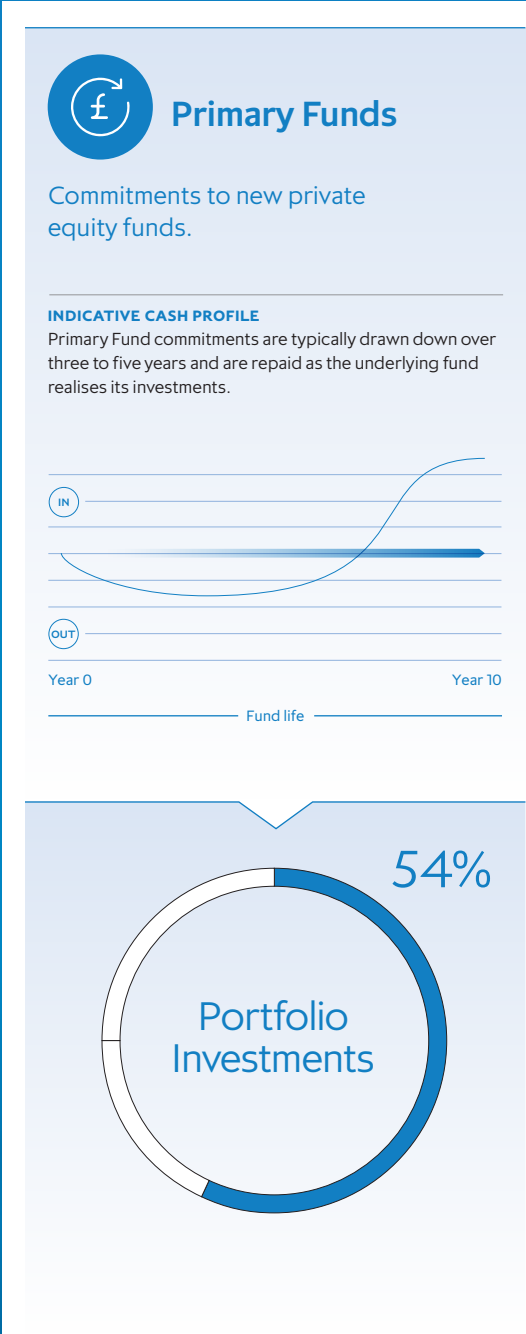 £
Primary Funds
Commitments to new private
equity funds.
INDICATIVE CASH PROFILE
Primary Fund commitments are typically drawn down over
three to five years and are repaid as the underlying fund
realises its investments.
IN
OUT
Year 0 Year 10
Fund life
54%
Portfolio
Investments